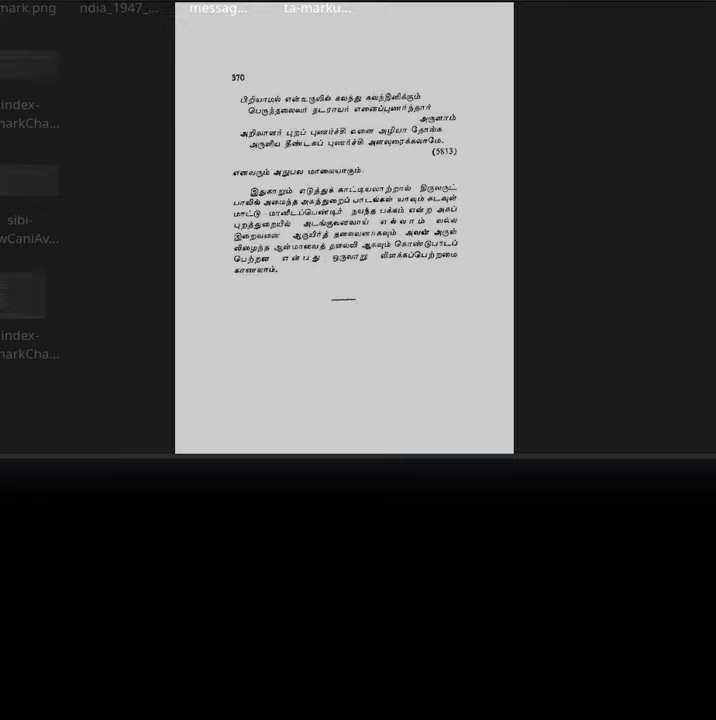 mark.png ndia_1947_... messag... ta-marku...
index-
narkCha...
sibi-
wCaniAv...
index-
narkCha...
370
பிரியாமல் என்உருவில் கலந்து கலந்தினிக்கும்
பெருந்தலைவர் நடராயர் எனைப்புணர்ந்தார்
அருளாம்
அறிவாளர் புறப் புணர்ச்சி எனை அழியா தோங்க
அருளிய தீண்டகப் புணர்ச்சி அளவுரைக்கலாமே.
(5813)
எனவரும் அநுபவ மாலையாகும்.
இதுகாறும் எடுத்துக் காட்டியவாற்றால் திருவருட்
பாவில் அமைந்த அகத்துறைப் பாடல்கள் யாவும் கடவுள்
மாட்டு மானிடப்பெண்டிர் நயந்த பக்கம் என்ற அகப்
புறத்துறையில் அடங்குவனவாய் எல்லாம் வல்ல
இறைவனை ஆருயிர்த் தலைவனாகவும் அவன் அருள்
விழைந்த ஆன்மாவைத் தலைவி ஆகவும் கொண்டுபாடப்
பெற்றன என்பது ஒருவாறு விளக்கப்பெற்றமை
காணலாம்.